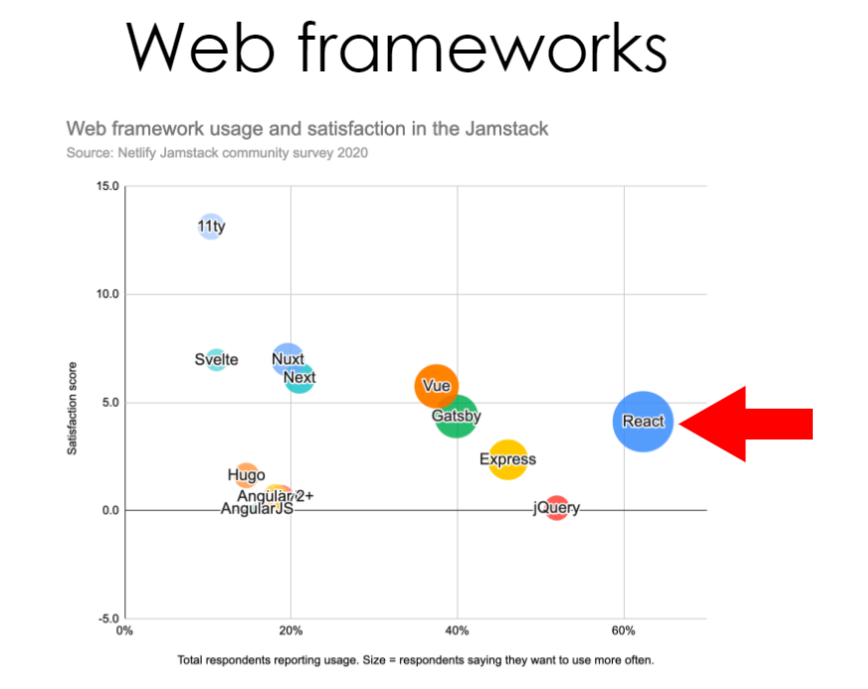 Web frameworks
Web framework usage and satisfaction in the Jamstack
Source: Netlify Jamstack community survey 2020
15.0
11ty
10.0
Svelte
Nuxt
Next
Vue
5.0
Gatsby
React
Express
Hugo
Angular 2+
AngularJS
jQuery
0.0
Satisfaction score
-5.0
0%
20%
40%
60%
Total respondents reporting usage. Size = respondents saying they want to use more often.